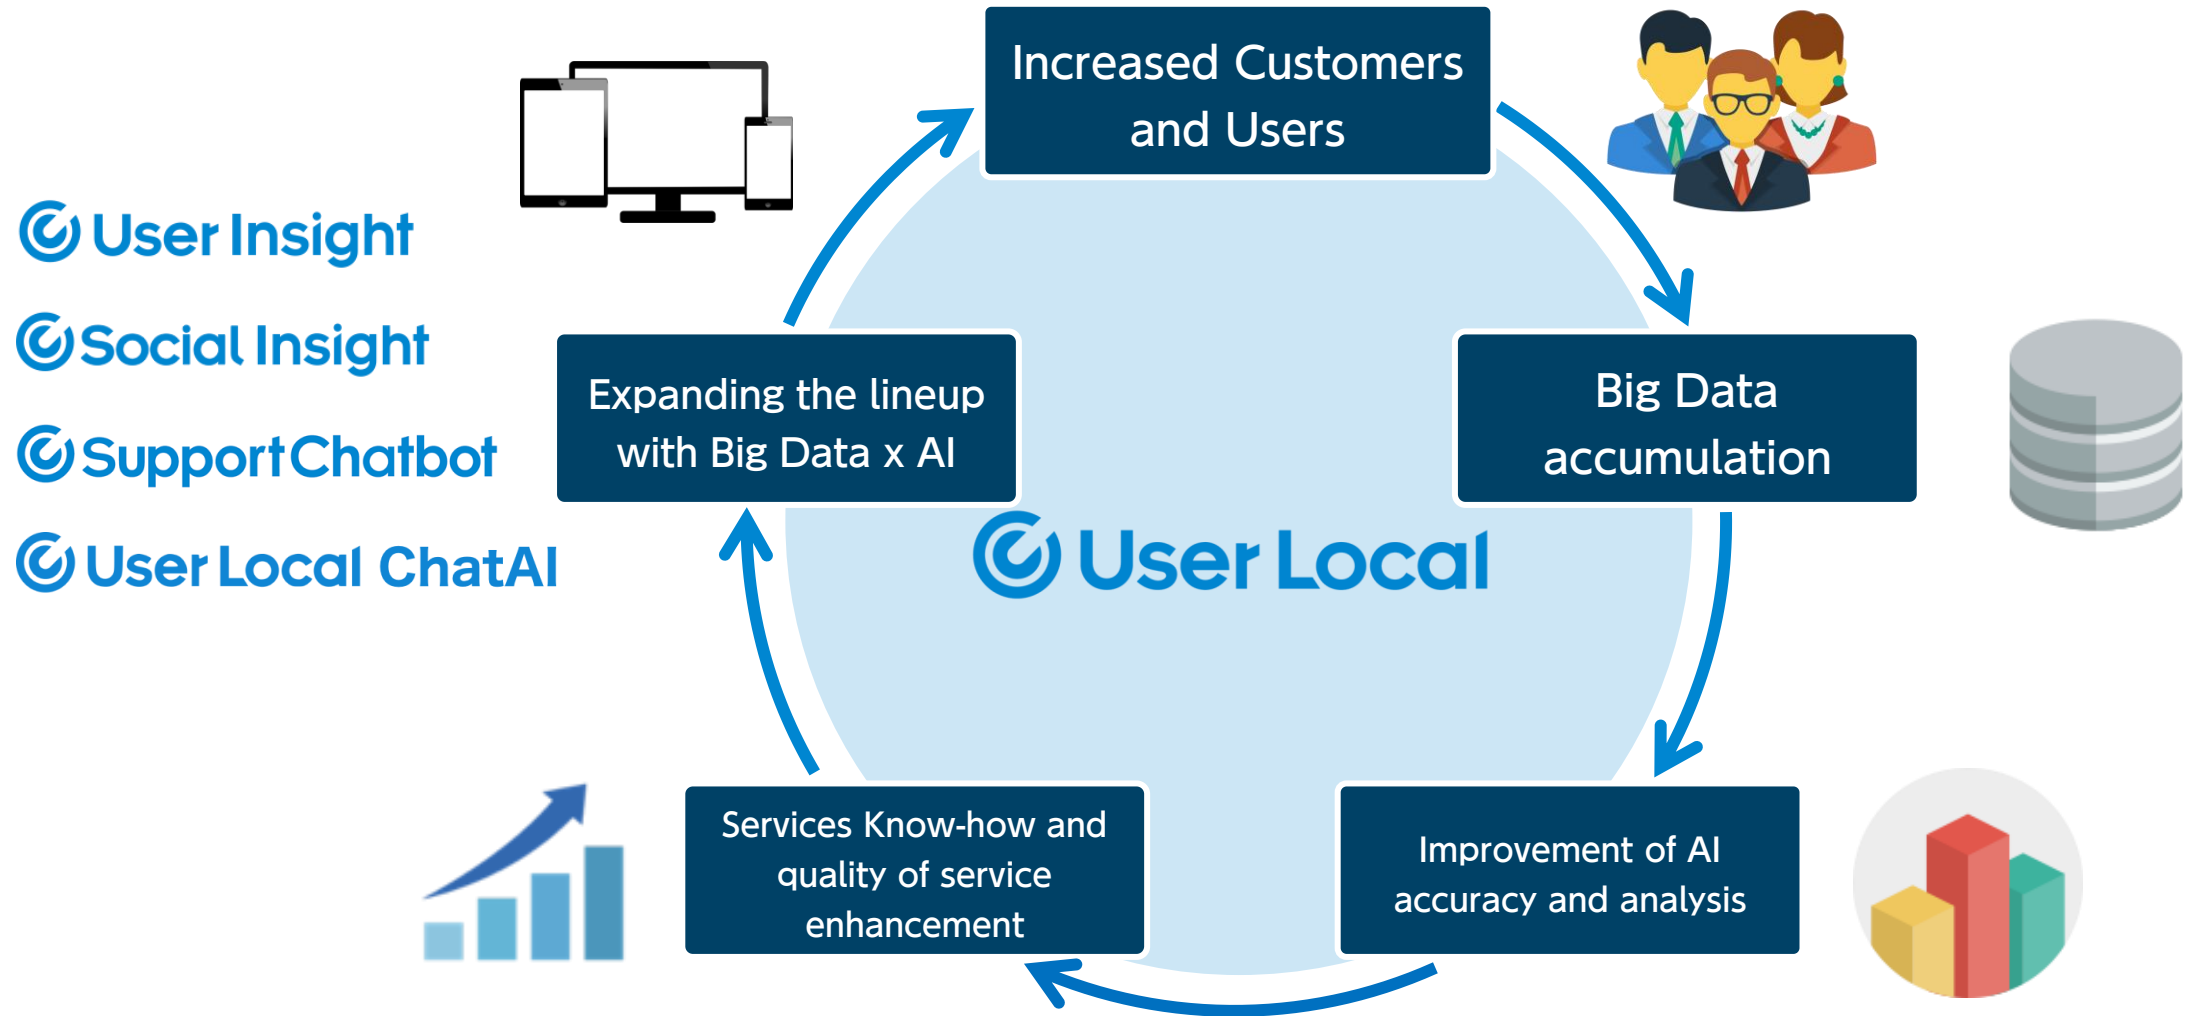 Increased Customers
and Users
User Insight
Social Insight
Support Chatbot
User Local ChatAI
Expanding the lineup
with Big Data x AI
Big Data
accumulation
User Local
Services Know-how and
quality of service
enhancement
Improvement of AI
accuracy and analysis